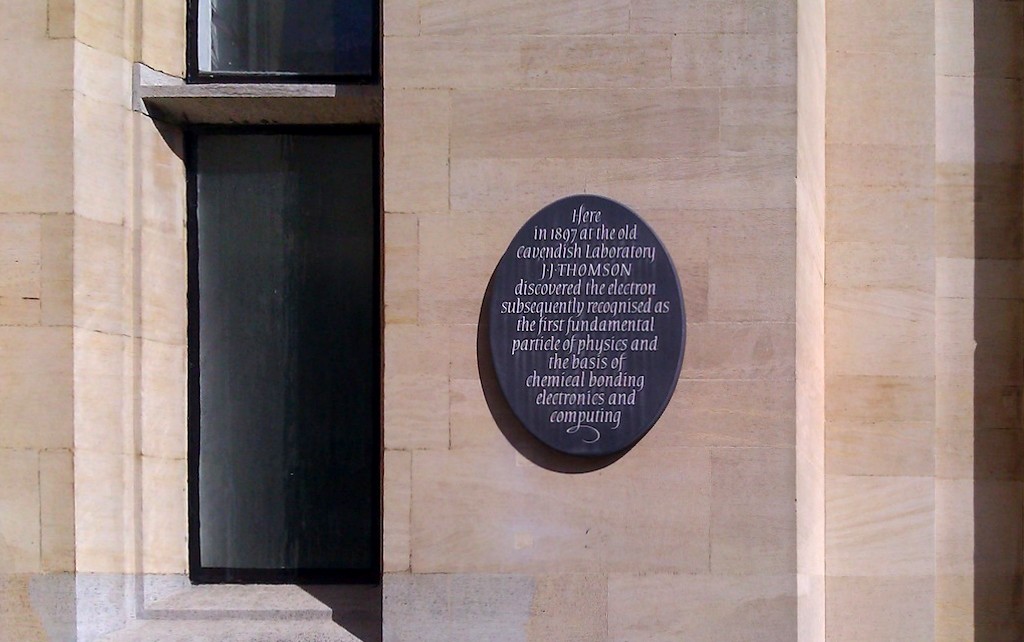 Here
in 1897 at the old
Cavendish Laboratory
J·J·THOMSON
discovered the electron
subsequently recognised as
the first fundamental
particle of physics and
the basis of
chemical bonding
electronics and
computing